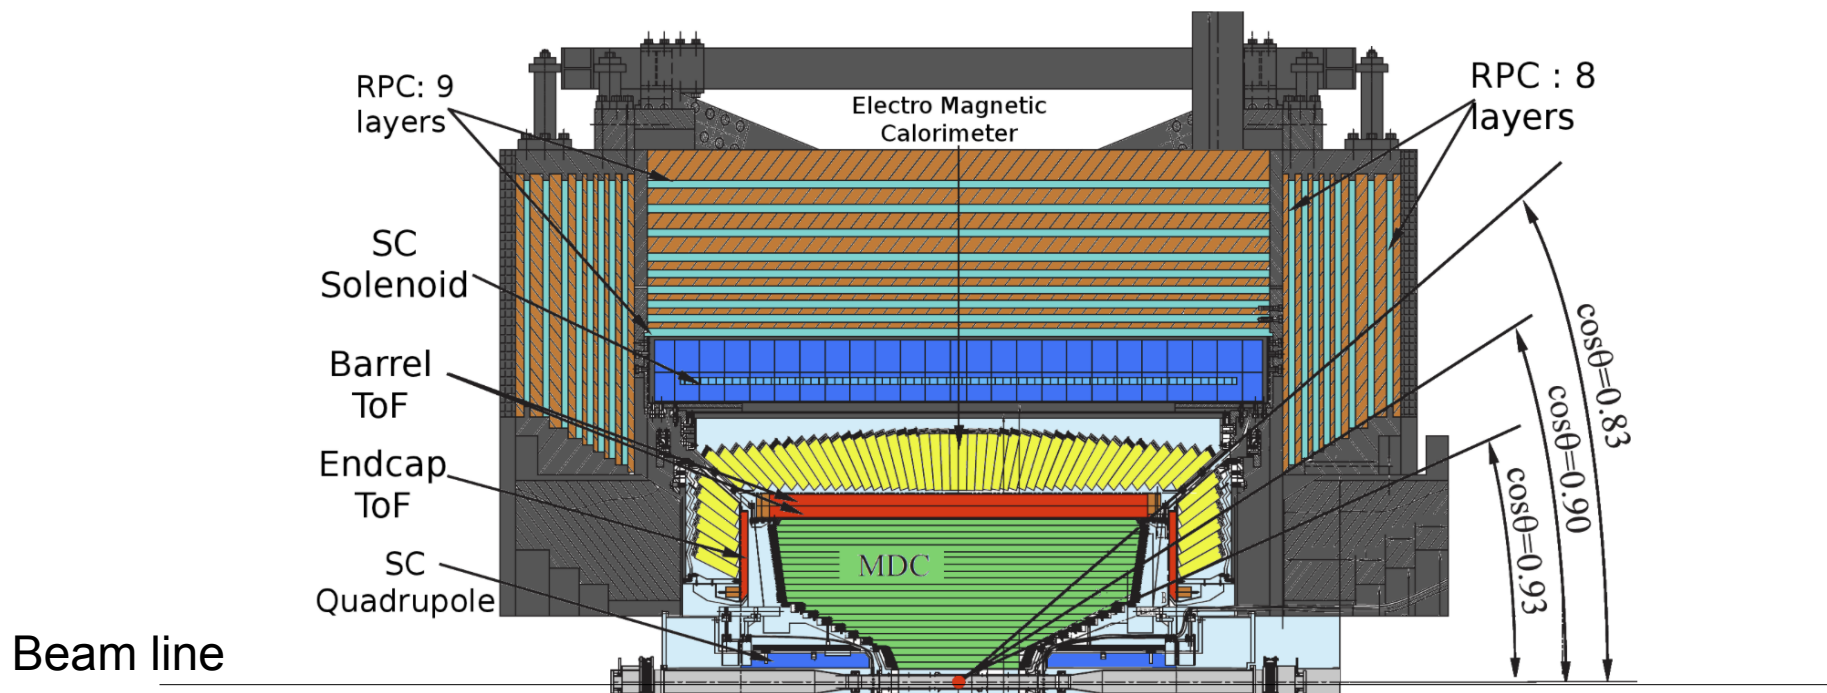 RPC: 9
layers
Electro Magnetic
Calorimeter
RPC : 8
layers
SC
Solenoid
Barrel
ToF
Endcap
ToF
SC
Quadrupole
MDC
cosθ=0.83
cosθ=0.90
cosθ=0.93
Beam line